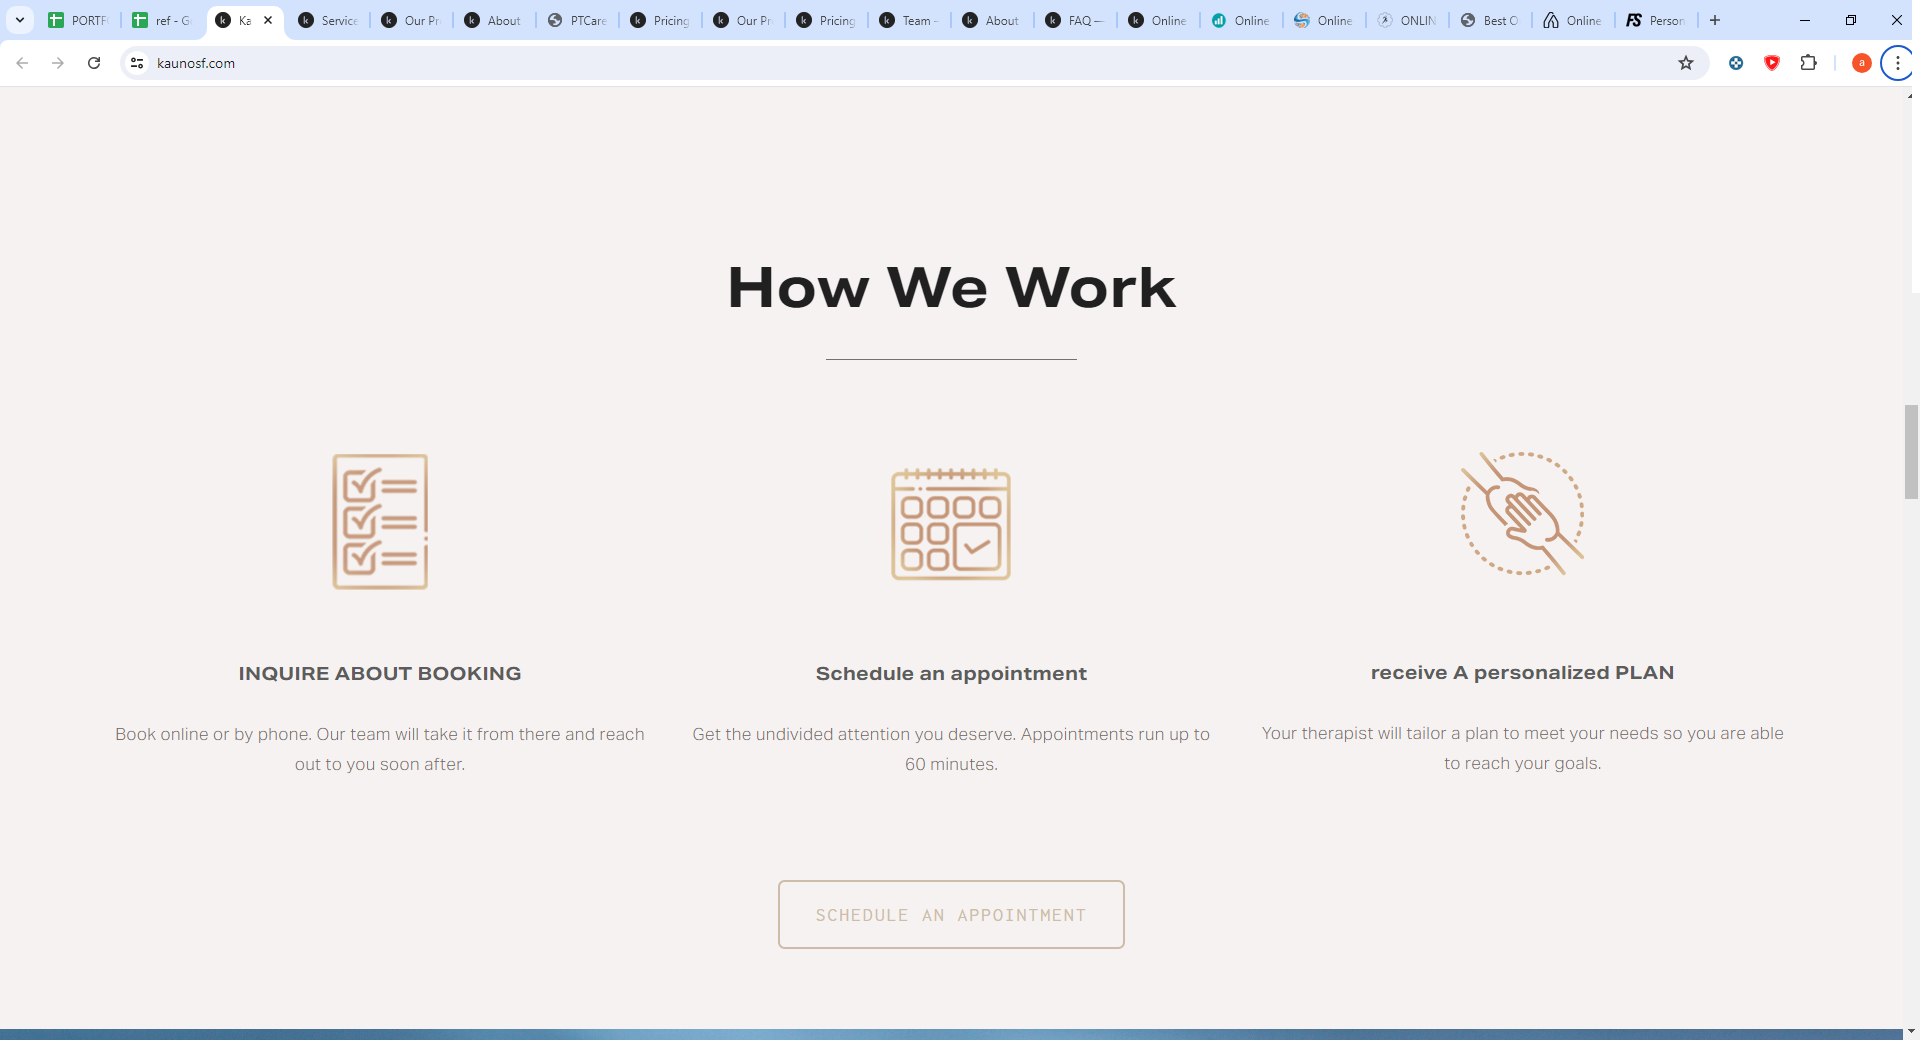 PORTF
ref - G
Ka
Service
Our Pr
About
PTCare
Pricing
Our Pr
Pricing
Team –
About
FAQ —
Online
Online
Online
ONLIN
Best O
Online
FS Person
kaunosf.com
a
How We Work
INQUIRE ABOUT BOOKING
Book online or by phone. Our team will take it from there and reach
out to you soon after.
Schedule an appointment
Get the undivided attention you deserve. Appointments run up to
60 minutes.
receive A personalized PLAN
Your therapist will tailor a plan to meet your needs so you are able
to reach your goals.
SCHEDULE AN APPOINTMENT